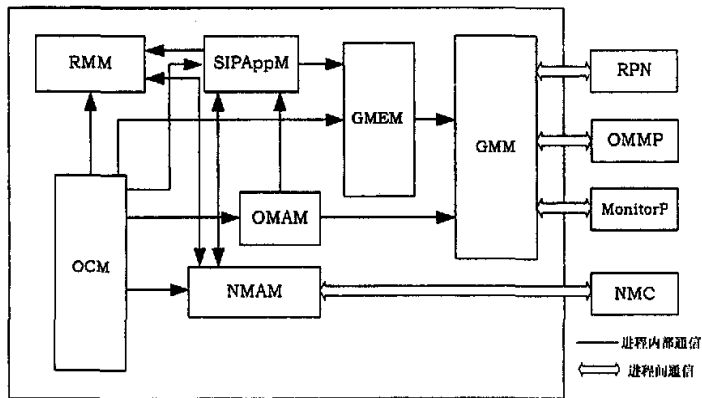 RMM
SIPAppM
GMEM
GMM
RPN
OMMP
MonitorP
OMAM
OCM
NMAM
NMC
进程内部通信
进程间通信